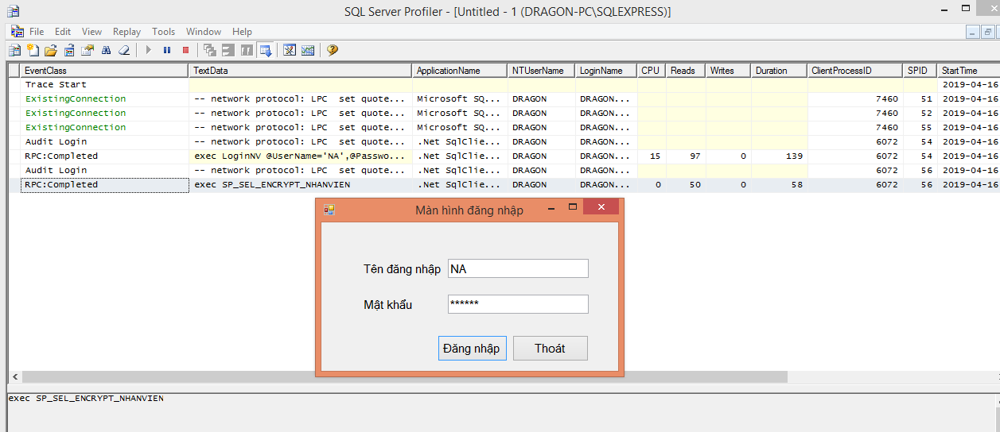 SQL Server Profiler - [Untitled - 1 (DRAGON-PC\SQLEXPRESS)]
File Edit View Replay Tools Window Help
EventClass TextData ApplicationName NTUserName LoginName CPU Reads Writes Duration ClientProcessID SPID StartTime
Trace Start 2019-04-16
ExistingConnection -- network protocol: LPC set quote... Microsoft SQ... DRAGON DRAGON... 7460 51 2019-04-16
ExistingConnection -- network protocol: LPC set quote... Microsoft SQ... DRAGON DRAGON... 7460 52 2019-04-16
ExistingConnection -- network protocol: LPC set quote... Microsoft SQ... DRAGON DRAGON... 7460 55 2019-04-16
Audit Login -- network protocol: LPC set quote... .Net SqlClie... DRAGON DRAGON... 6072 54 2019-04-16
RPC:Completed exec LoginNV @UserName='NA',@Passwo... .Net SqlClie... DRAGON DRAGON... 15 97 0 139 6072 54 2019-04-16
Audit Login -- network protocol: LPC set quote... .Net SqlClie... DRAGON DRAGON... 6072 56 2019-04-16
RPC:Completed exec SP_SEL_ENCRYPT_NHANVIEN .Net SqlClie... DRAGON DRAGON... 0 50 0 58 6072 56 2019-04-16
Màn hình đăng nhập
Tên đăng nhập NA
Mật khẩu ******
Đăng nhập Thoát
exec SP_SEL_ENCRYPT_NHANVIEN